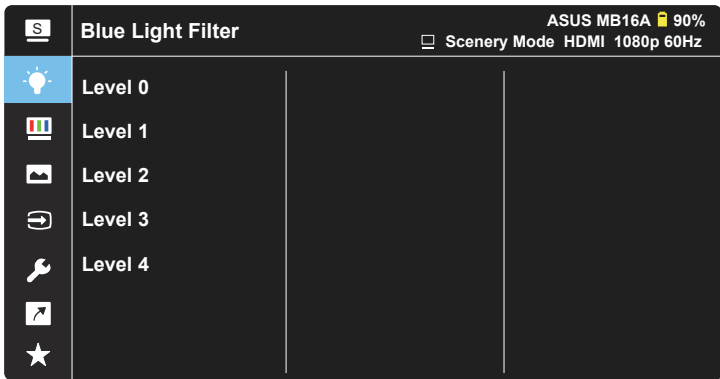 S
Blue Light Filter
ASUS MB16A 90%
Scenery Mode HDMI 1080p 60Hz
Level 0
Level 1
Level 2
Level 3
Level 4